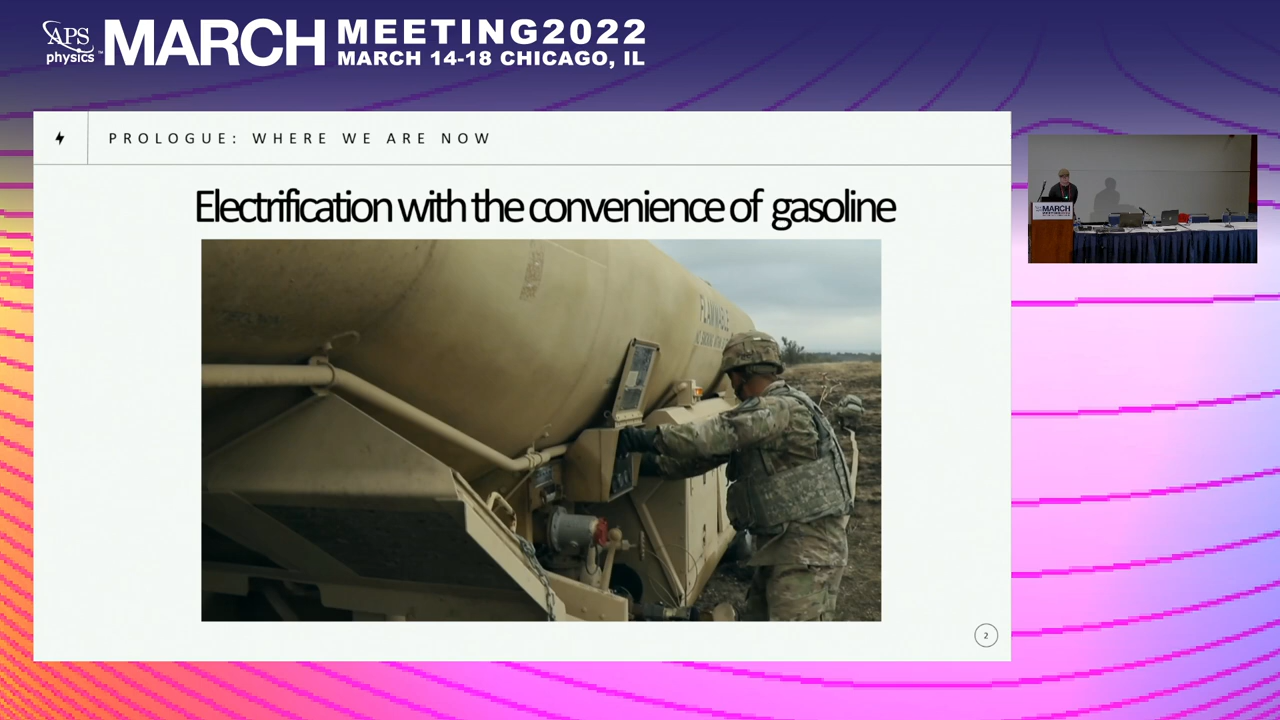 APS
physics
MARCH
MEETING2022
MARCH 14-18 CHICAGO, IL
PROLOGUE: WHERE WE ARE NOW
Electrification with the convenience of gasoline
FLAMMABLE
MARCH
2